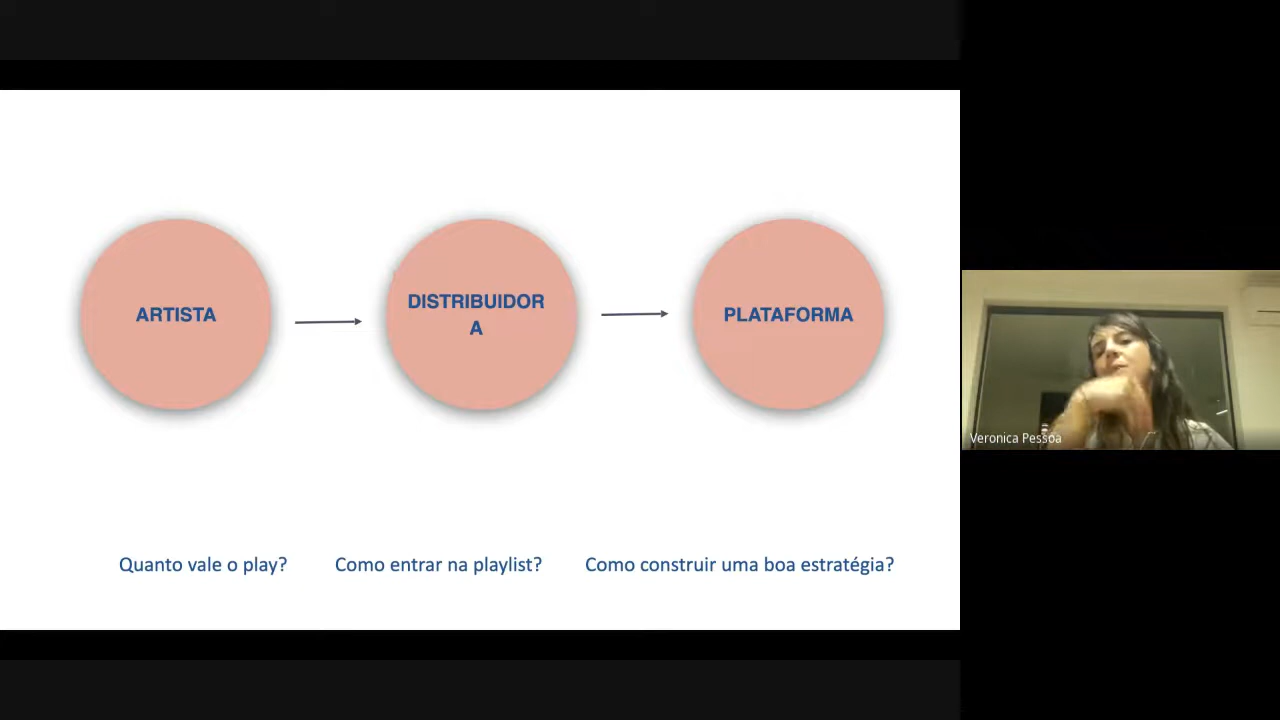 ARTISTA
DISTRIBUIDOR
A
PLATAFORMA
Quanto vale o play?
Como entrar na playlist?
Como construir uma boa estratégia?
Veronica Pessoa